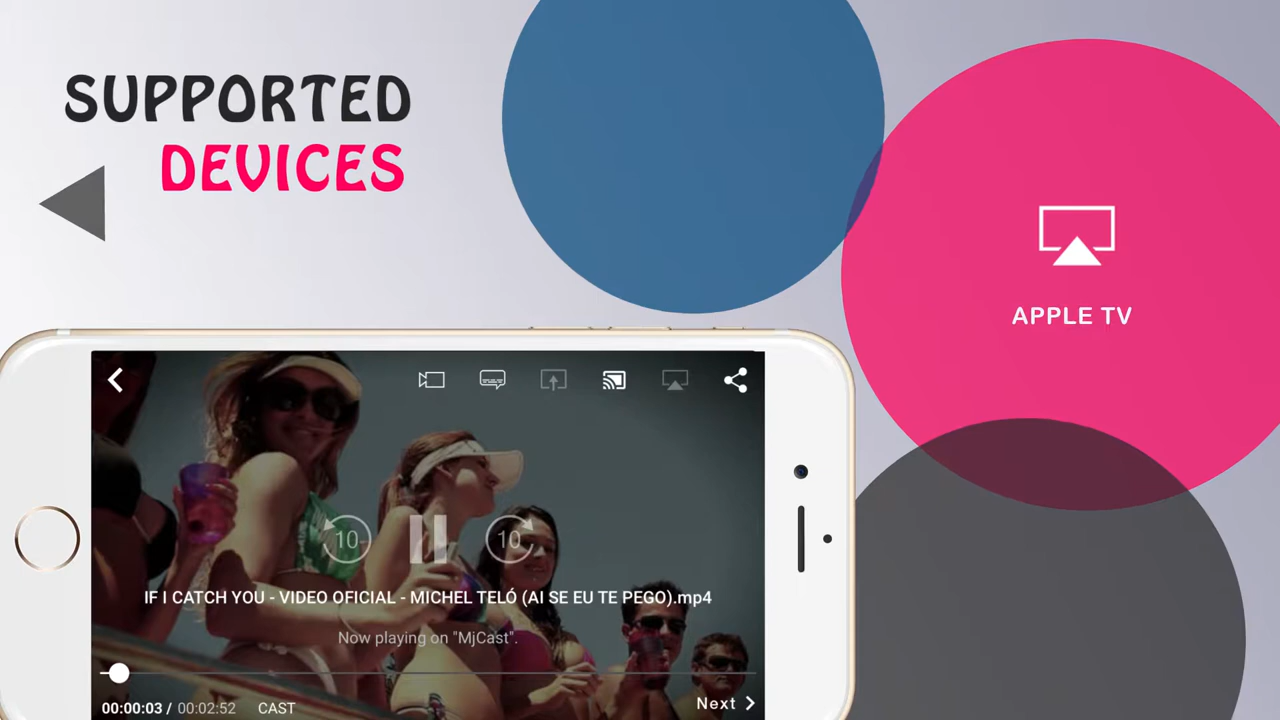 SUPPORTED
DEVICES
APPLE TV
10
10
IF I CATCH YOU - VIDEO OFICIAL - MICHEL TELÓ (AI SE EU TE PEGO).mp4
Now playing on "MjCast".
00:00:03 / 00:02:52 CAST
Next